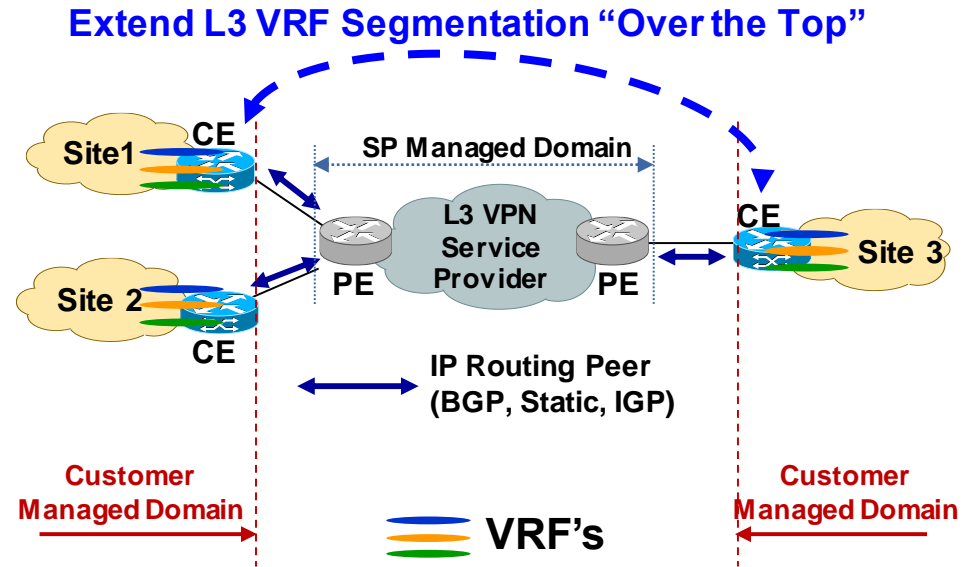 Extend L3 VRF Segmentation “Over the Top”
CE
Site1
SP Managed Domain
L3 VPN
Service
Provider
PE
PE
CE
Site 3
Site 2
CE
IP Routing Peer
(BGP, Static, IGP)
Customer
Managed Domain
Customer
Managed Domain
VRF's